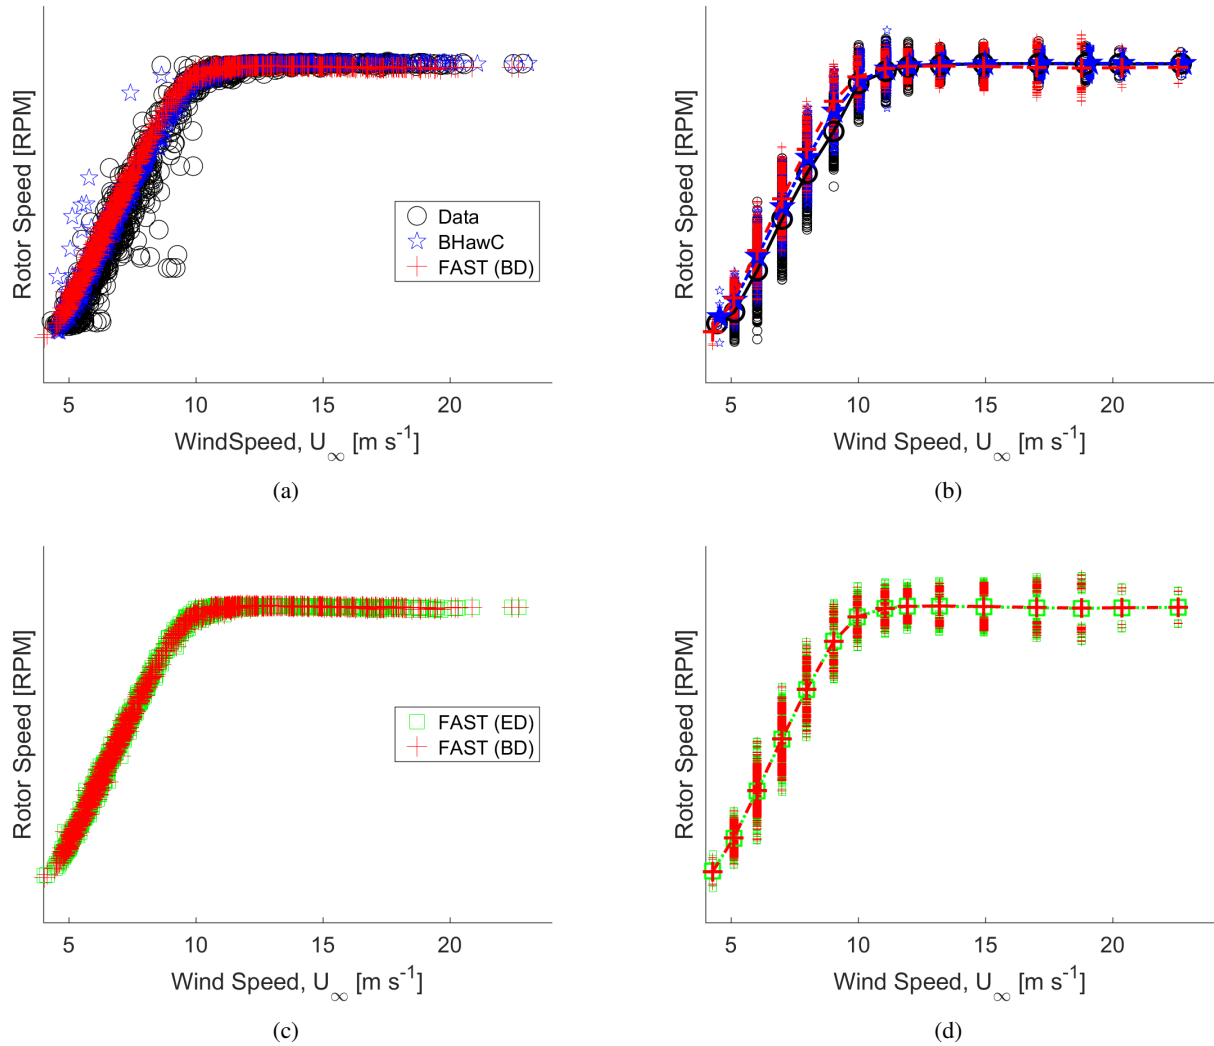 Rotor Speed [RPM]
Data
BHawC
FAST (BD)
5 10 15 20
WindSpeed, U∞ [m s-1]
(a)
Rotor Speed [RPM]
5 10 15 20
Wind Speed, U∞ [m s-1]
(b)
Rotor Speed [RPM]
FAST (ED)
FAST (BD)
5 10 15 20
Wind Speed, U∞ [m s-1]
(c)
Rotor Speed [RPM]
5 10 15 20
Wind Speed, U∞ [m s-1]
(d)